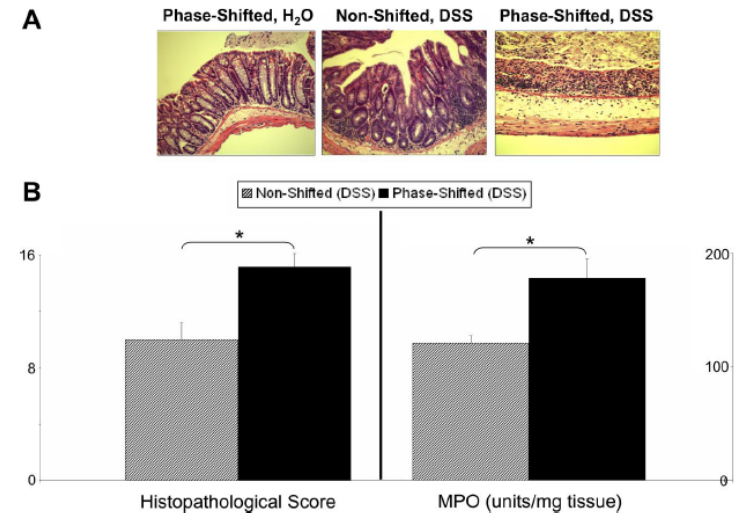 A
Phase-Shifted, H2O
Non-Shifted, DSS
Phase-Shifted, DSS
B
Non-Shifted (DSS) Phase-Shifted (DSS)
* *
16
8
0
200
100
0
Histopathological Score
MPO (units/mg tissue)